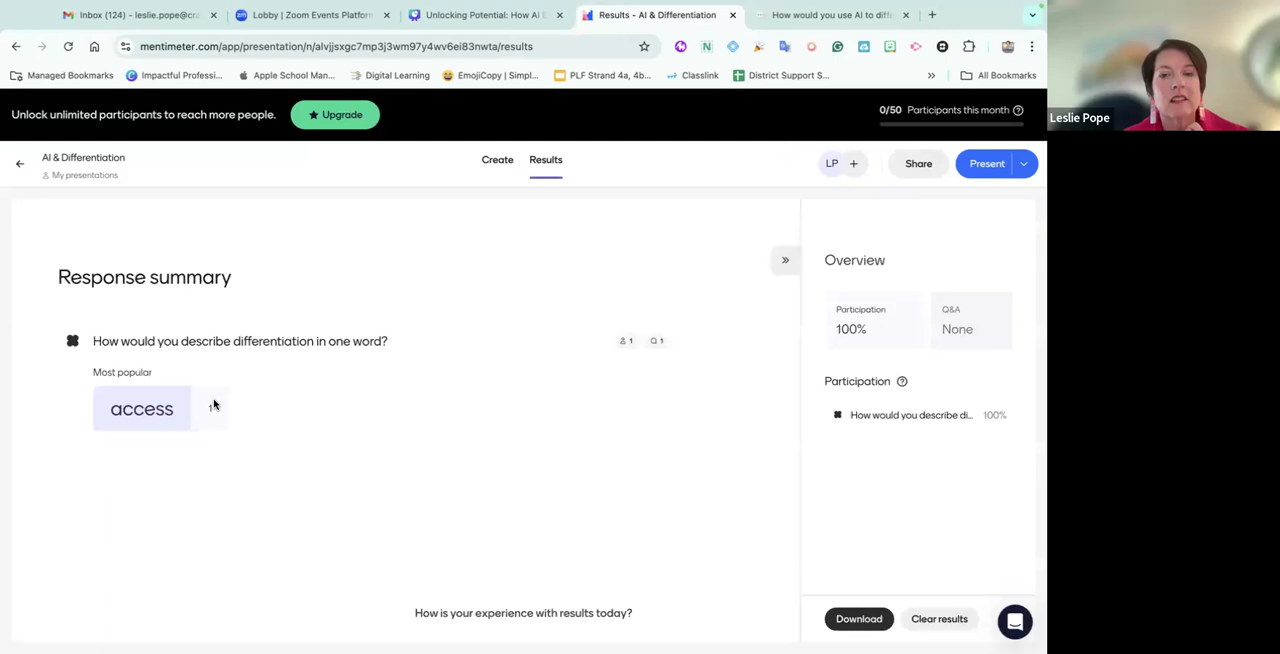 Inbox (124) - leslie.pope@cra
Lobby | Zoom Events Platform
Unlocking Potential: How AI E
Results - AI & Differentiation
How would you use AI to diffe
mentimeter.com/app/presentation/n/alvjjsxgc7mp3j3wm97y4wv6ei83nwta/results
Managed Bookmarks
Impactful Professi...
Apple School Man...
Digital Learning
EmojiCopy | Simpl...
PLF Strand 4a, 4b...
Classlink
District Support S...
All Bookmarks
Leslie Pope
Unlock unlimited participants to reach more people.
Upgrade
0/50 Participants this month
AI & Differentiation
My presentations
Create
Results
LP
Share
Present
Response summary
How would you describe differentiation in one word?
1
1
Most popular
access
1
How is your experience with results today?
Overview
Participation
100%
Q&A
None
Participation
How would you describe di...
100%
Download
Clear results